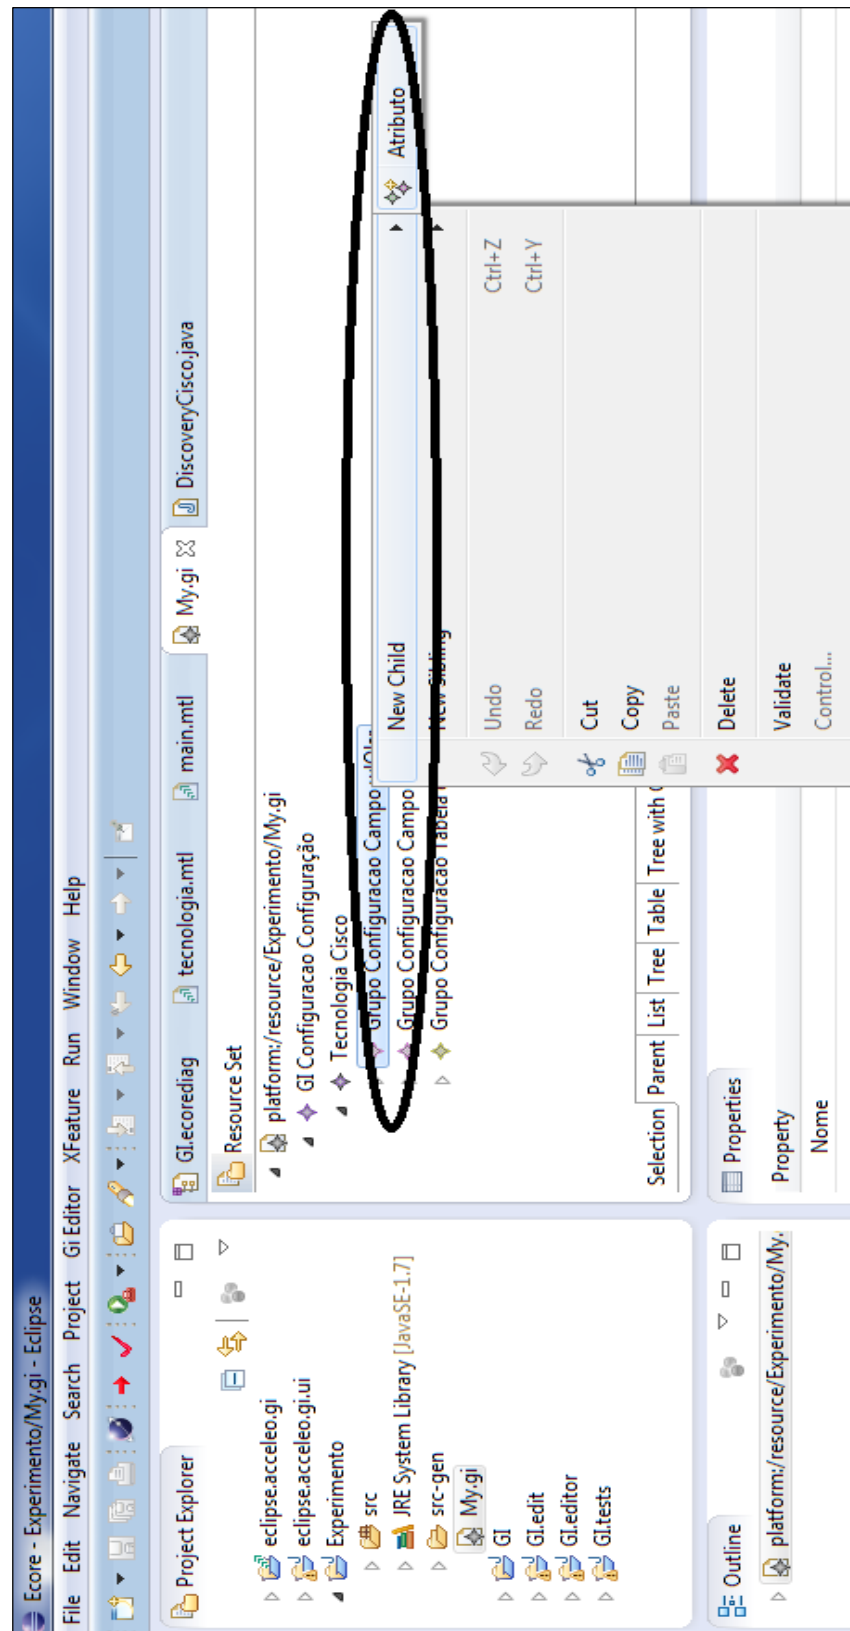 Ecore - Experimento/My.gi - Eclipse
File Edit Navigate Search Project Gi Editor XFeature Run Window Help
Project Explorer
eclipse.acceleo.gi
eclipse.acceleo.gi.ui
Experimento
src
JRE System Library [JavaSE-1.7]
src-gen
My.gi
GI
GI.edit
GI.editor
GI.tests
Outline
platform:/resource/Experimento/My.
GI.ecorediag tecnologia.mtl main.mtl My.gi DiscoveryCisco.java
Resource Set
platform:/resource/Experimento/My.gi
GI Configuracao Configuração
Tecnologia Cisco
Grupo Configuracao Campo
Grupo Configuracao Campo
Grupo Configuracao Tabela
New Child Atributo
New Sibling
Undo Ctrl+Z
Redo Ctrl+Y
Cut
Copy
Paste
Delete
Validate
Control...
Selection Parent List Tree Table Tree with
Properties
Property
Nome